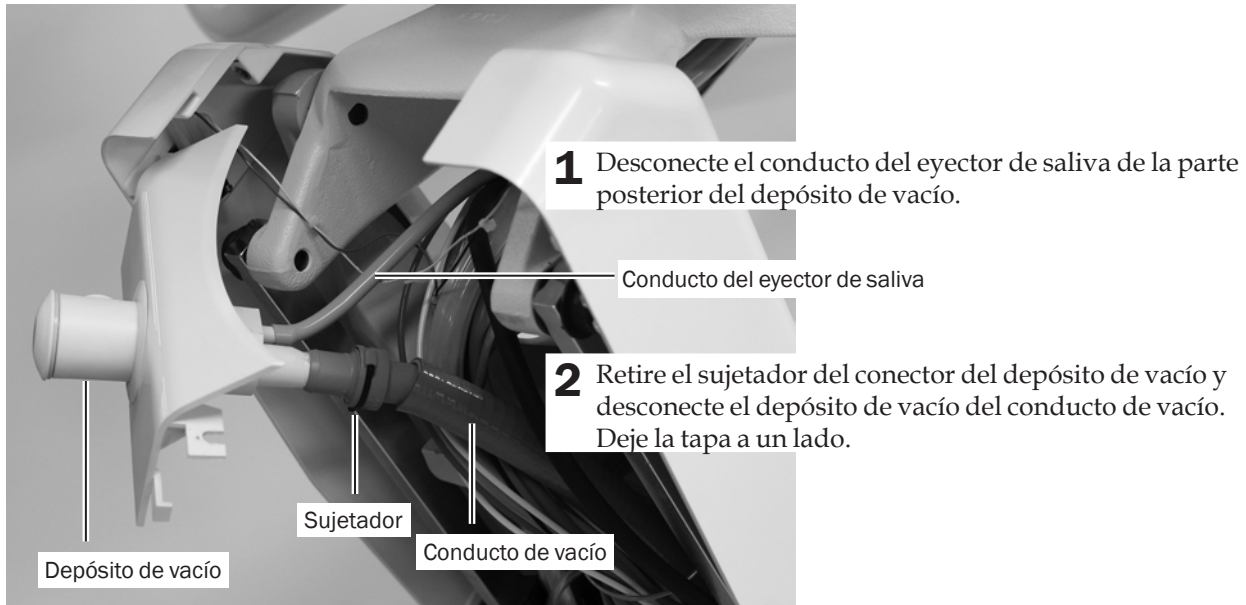 1 Desconecte el conducto del eyector de saliva de la parte
posterior del depósito de vacío.
Conducto del eyector de saliva
2 Retire el sujetador del conector del depósito de vacío y
desconecte el depósito de vacío del conducto de vacío.
Deje la tapa a un lado.
Sujetador
Conducto de vacío
Depósito de vacío